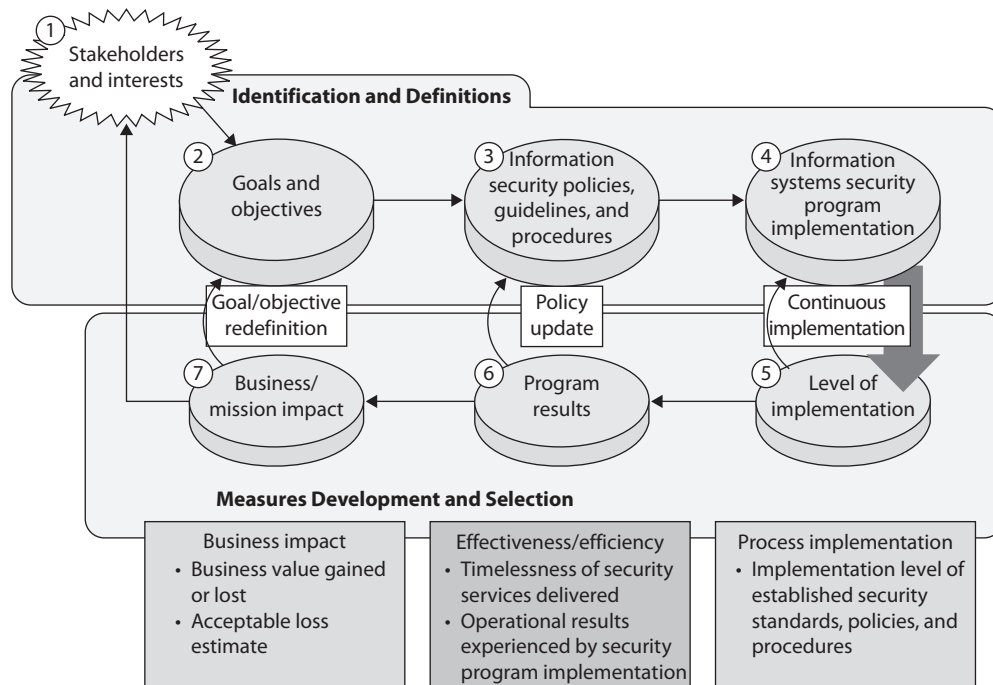 1
Stakeholders
and interests
Identification and Definitions
2
Goals and
objectives
3
Information
security policies,
guidelines, and
procedures
4
Information
systems security
program
implementation
Goal/objective
redefinition
Policy
update
Continuous
implementation
7
Business/
mission impact
6
Program
results
5
Level of
implementation
Measures Development and Selection
Business impact
• Business value gained
or lost
• Acceptable loss
estimate
Effectiveness/efficiency
• Timelessness of security
services delivered
• Operational results
experienced by security
program implementation
Process implementation
• Implementation level of
established security
standards, policies, and
procedures